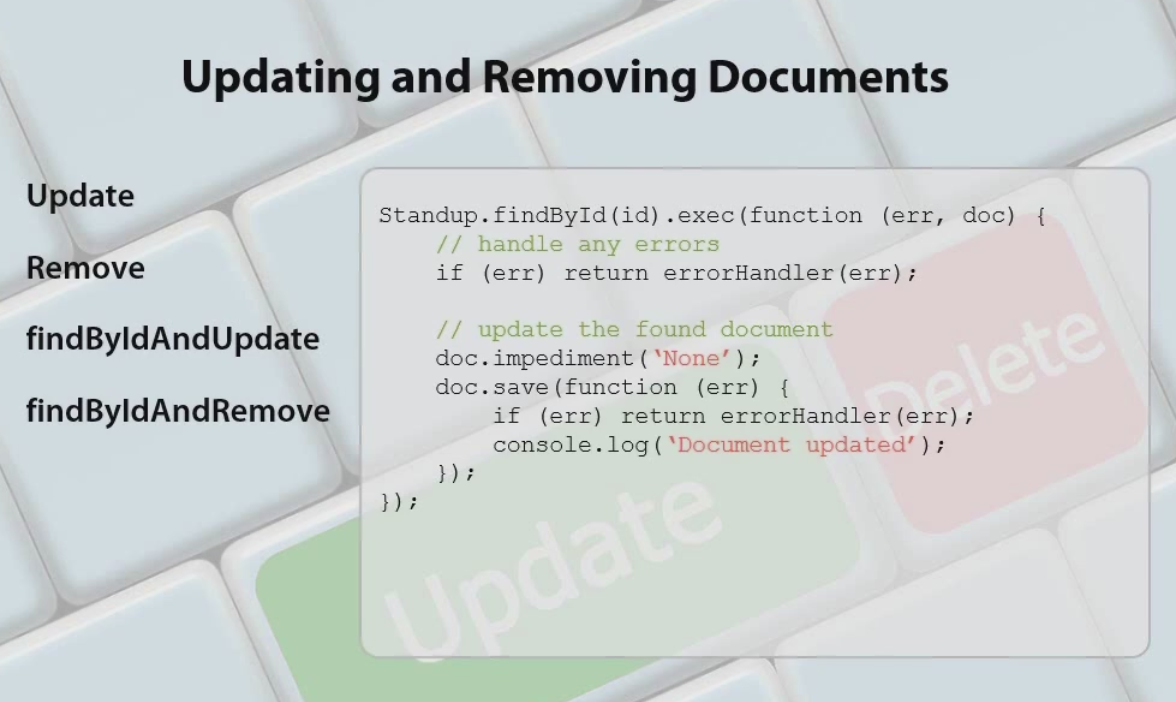 Updating and Removing Documents
Update
Remove
findByIdAndUpdate
findByIdAndRemove
Standup.findById(id).exec(function (err, doc) {
    // handle any errors
    if (err) return errorHandler(err);
    // update the found document
    doc.impediment(‛None’);
    doc.save(function (err) {
        if (err) return errorHandler(err);
        console.log(‛Document updated’);
    });
});
Delete
Update